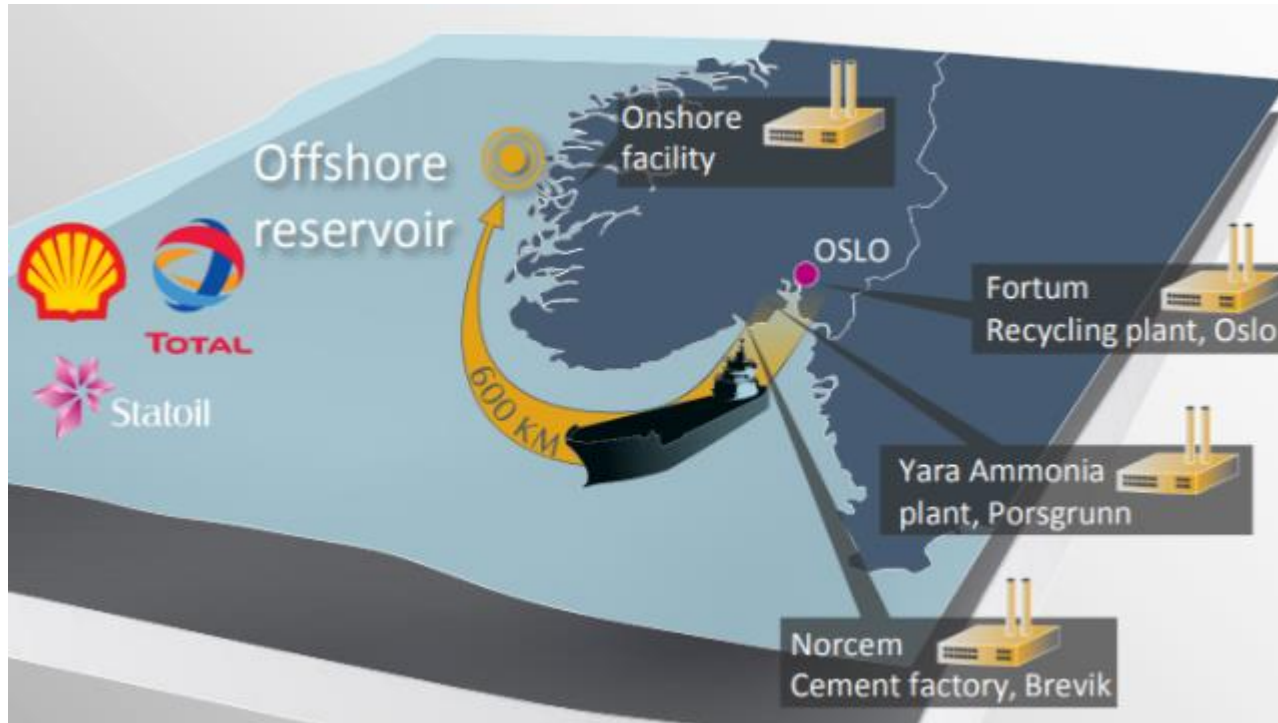 Onshore
facility
Offshore
reservoir
OSLO
Fortum
Recycling plant, Oslo
TOTAL
Statoil
600 KM
Yara Ammonia
plant, Porsgrunn
Norcem
Cement factory, Brevik